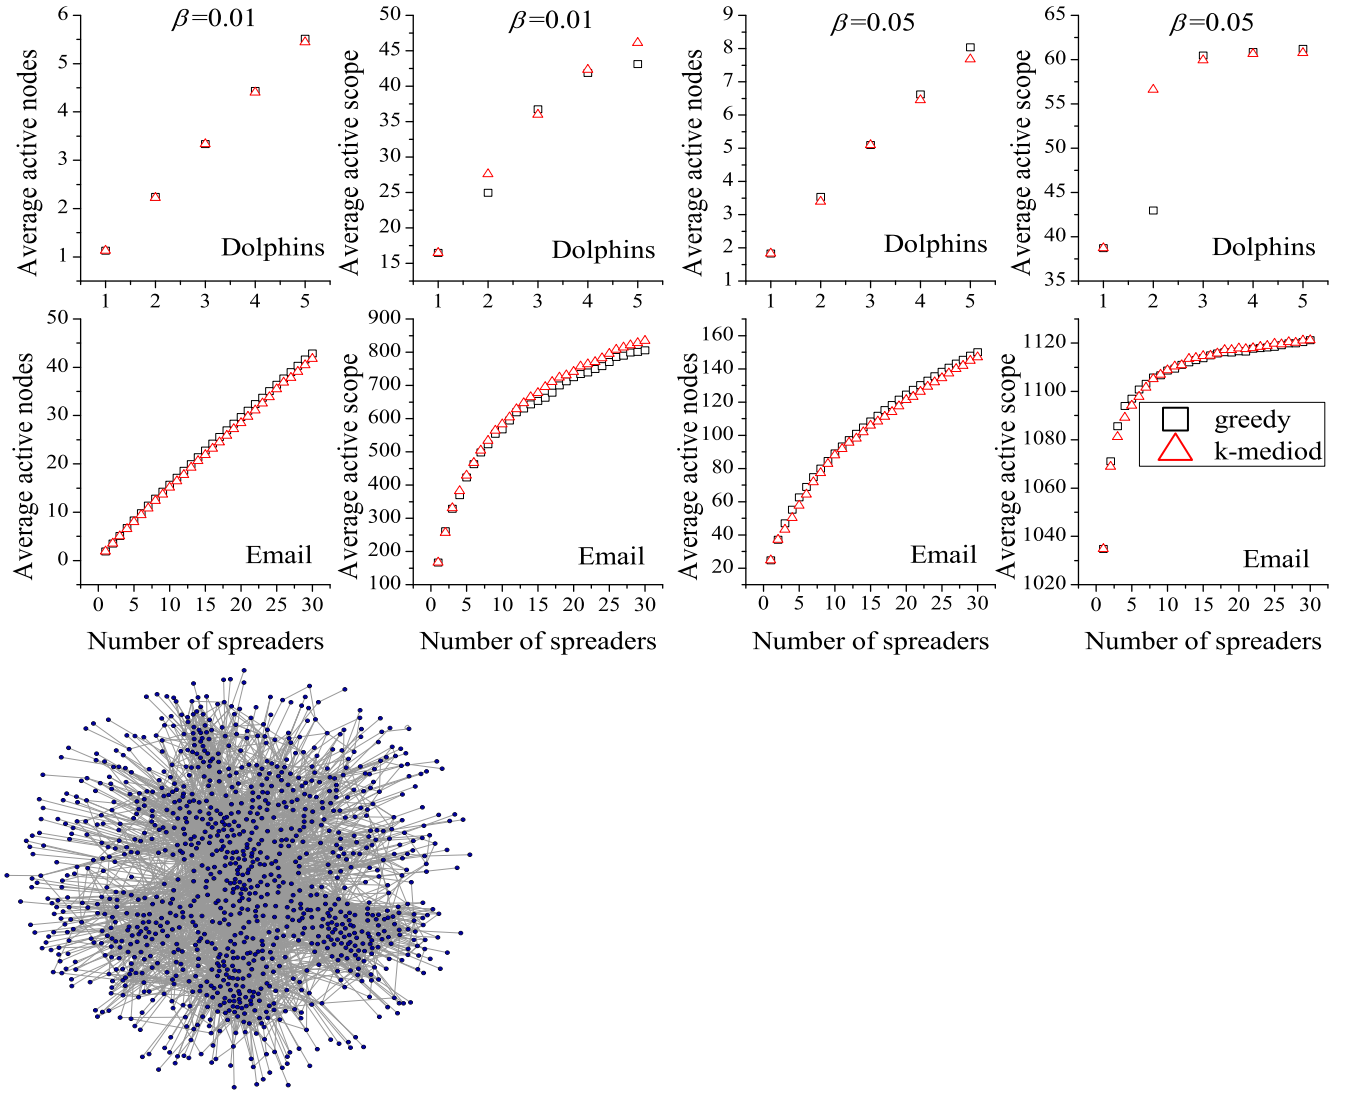 β=0.01
6
5
4
3
2
1
Average active nodes
Dolphins
1 2 3 4 5
β=0.01
50
45
40
35
30
25
20
15
Average active scope
Dolphins
1 2 3 4 5
β=0.05
9
8
7
6
5
4
3
2
1
Average active nodes
Dolphins
1 2 3 4 5
β=0.05
65
60
55
50
45
40
35
Average active scope
Dolphins
1 2 3 4 5
50
40
30
20
10
0
Average active nodes
Email
0 5 10 15 20 25 30
Number of spreaders
900
800
700
600
500
400
300
200
100
Average active scope
Email
0 5 10 15 20 25 30
Number of spreaders
160
140
120
100
80
60
40
20
Average active nodes
Email
0 5 10 15 20 25 30
Number of spreaders
1120
1100
1080
1060
1040
1020
Average active scope
greedy
k-mediod
Email
0 5 10 15 20 25 30
Number of spreaders